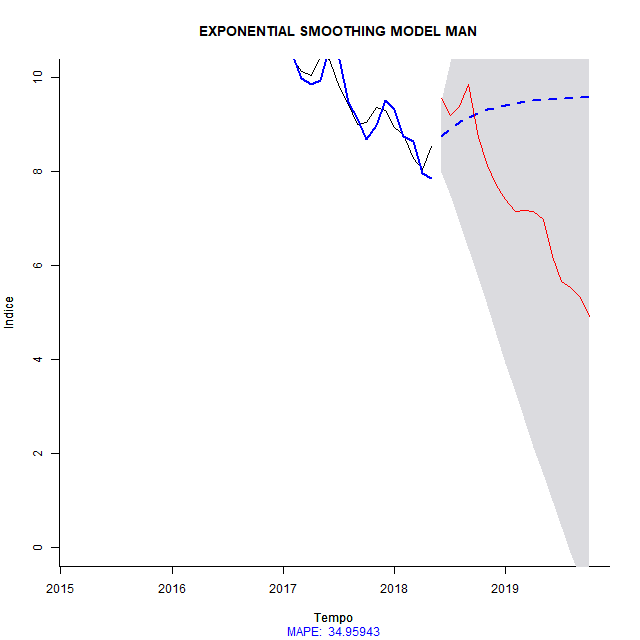 EXPONENTIAL SMOOTHING MODEL MAN
10
8
6
4
2
0
Indice
2015 2016 2017 2018 2019
Tempo
MAPE: 34.95943